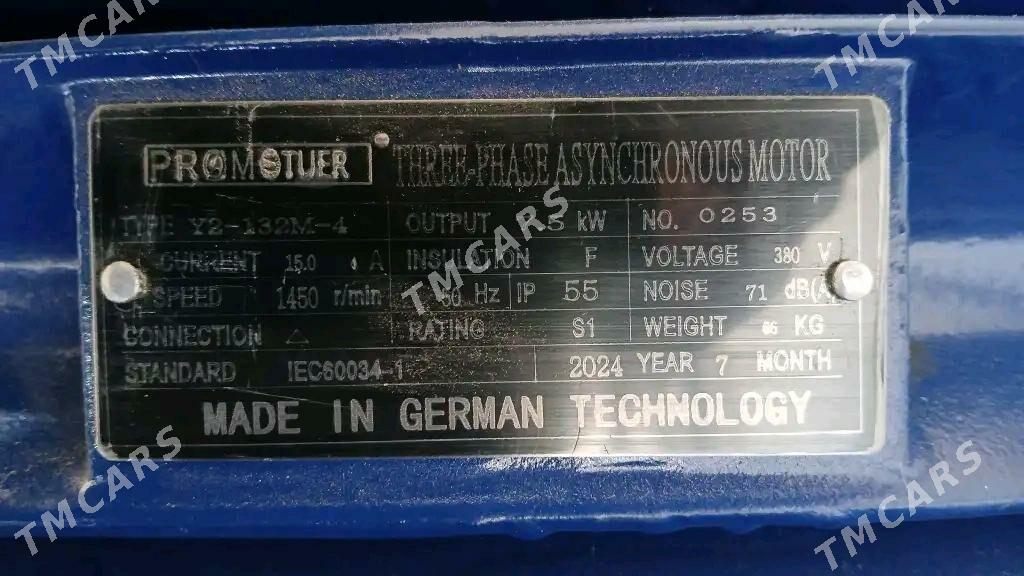 TMCARS
TMCARS
PROMOTUER THREE-PHASE ASYNCHRONOUS MOTOR
TYPE Y2-132M-4 OUTPUT kW NO. 0253
CURRENT 15.0 A INSULATION F VOLTAGE 380 V
SPEED 1450 r/min 50 Hz IP 55 NOISE 71 dB(A)
CONNECTION △ RATING S1 WEIGHT KG
STANDARD IEC60034-1 2024 YEAR 7 MONTH
MADE IN GERMAN TECHNOLOGY
TMCARS
TMCARS
TMCARS
TMCARS